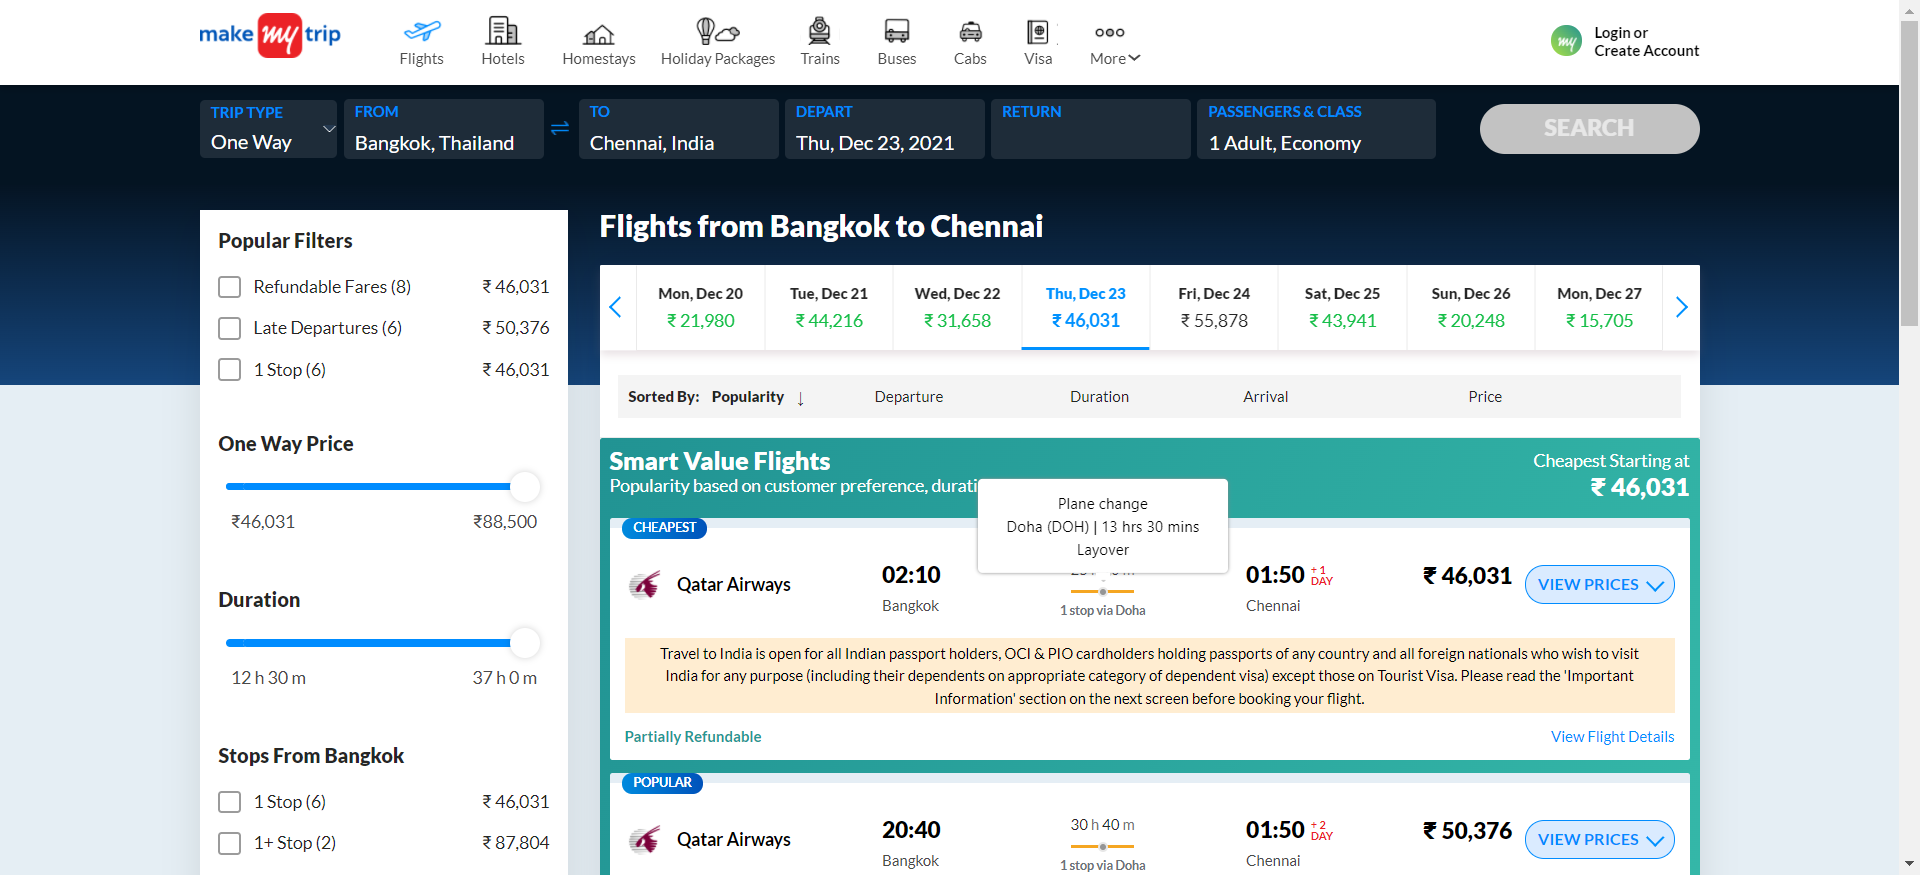 make my trip
Flights
Hotels
Homestays
Holiday Packages
Trains
Buses
Cabs
Visa
More
my
Login or
Create Account
TRIP TYPE
One Way
FROM
Bangkok, Thailand
TO
Chennai, India
DEPART
Thu, Dec 23, 2021
RETURN
PASSENGERS & CLASS
1 Adult, Economy
SEARCH
Popular Filters
Refundable Fares (8) ₹ 46,031
Late Departures (6) ₹ 50,376
1 Stop (6) ₹ 46,031
One Way Price
₹46,031 ₹88,500
Duration
12 h 30 m 37 h 0 m
Stops From Bangkok
1 Stop (6) ₹ 46,031
1+ Stop (2) ₹ 87,804
Flights from Bangkok to Chennai
Mon, Dec 20
₹ 21,980
Tue, Dec 21
₹ 44,216
Wed, Dec 22
₹ 31,658
Thu, Dec 23
₹ 46,031
Fri, Dec 24
₹ 55,878
Sat, Dec 25
₹ 43,941
Sun, Dec 26
₹ 20,248
Mon, Dec 27
₹ 15,705
Sorted By: Popularity ↓ Departure Duration Arrival Price
Smart Value Flights
Popularity based on customer preference,
Cheapest Starting at
₹ 46,031
Plane change
Doha (DOH) | 13 hrs 30 mins
Layover
CHEAPEST
Qatar Airways
02:10
Bangkok
1 stop via Doha
01:50 +1 DAY
Chennai
₹ 46,031
VIEW PRICES
Travel to India is open for all Indian passport holders, OCI & PIO cardholders holding passports of any country and all foreign nationals who wish to visit
India for any purpose (including their dependents on appropriate category of dependent visa) except those on Tourist Visa. Please read the 'Important
Information' section on the next screen before booking your flight.
Partially Refundable
View Flight Details
POPULAR
Qatar Airways
20:40
Bangkok
30 h 40 m
1 stop via Doha
01:50 +2 DAY
Chennai
₹ 50,376
VIEW PRICES